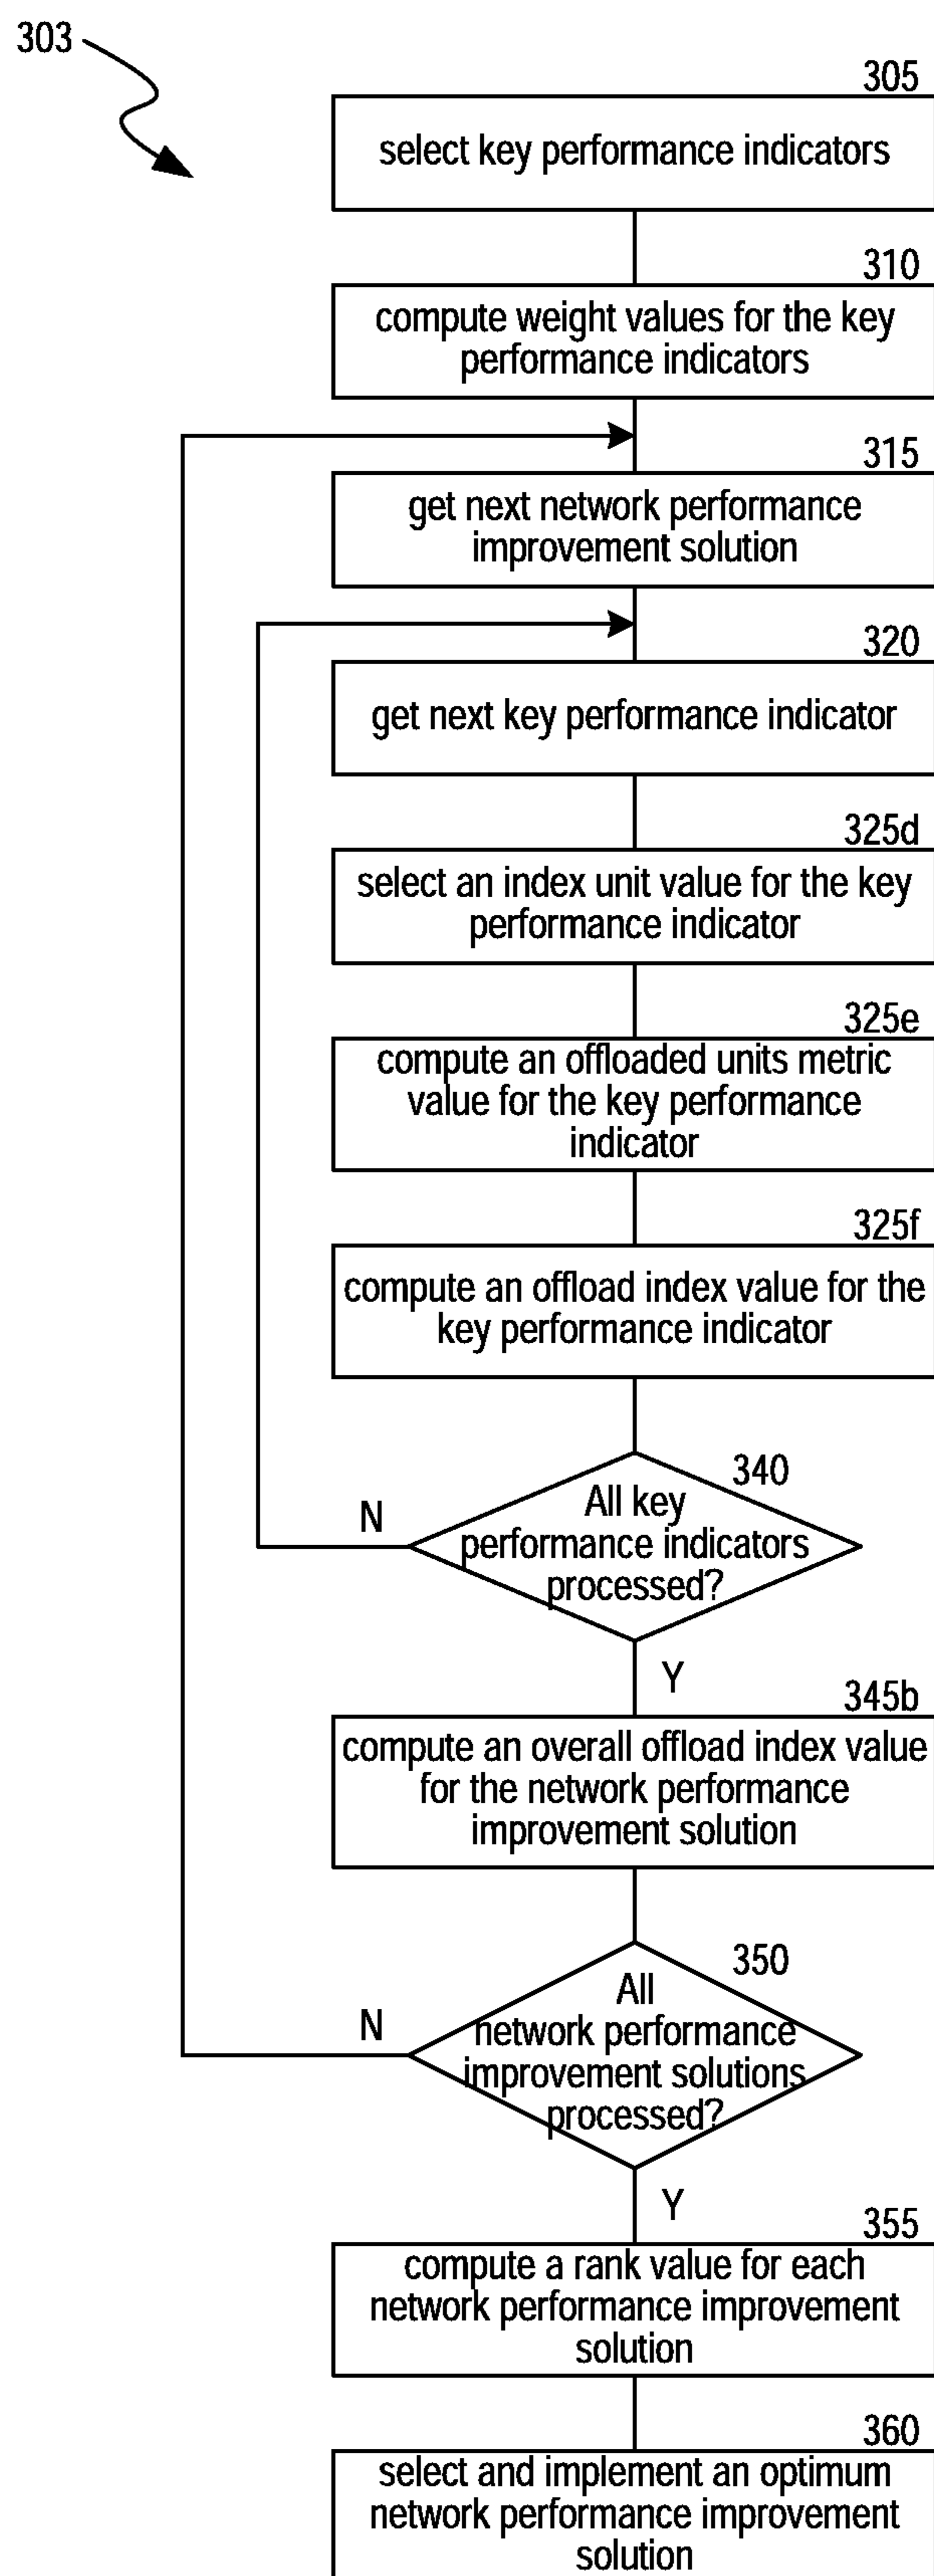 303
305
select key performance indicators
310
compute weight values for the key
performance indicators
315
get next network performance
improvement solution
320
get next key performance indicator
325d
select an index unit value for the key
performance indicator
325e
compute an offloaded units metric
value for the key performance
indicator
325f
compute an offload index value for the
key performance indicator
340
All key
performance indicators
processed?
N
Y
345b
compute an overall offload index value
for the network performance
improvement solution
350
All
network performance
improvement solutions
processed?
N
Y
355
compute a rank value for each
network performance improvement
solution
360
select and implement an optimum
network performance improvement
solution